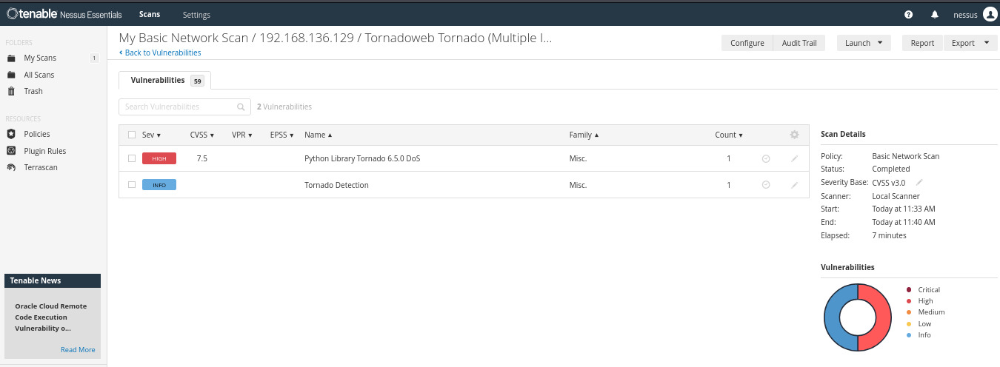 tenable Nessus Essentials Scans Settings nessus
FOLDERS
My Scans 1
All Scans
Trash
RESOURCES
Policies
Plugin Rules
Terrascan
Tenable News
Oracle Cloud Remote
Code Execution
Vulnerability o...
Read More
My Basic Network Scan / 192.168.136.129 / Tornadoweb Tornado (Multiple I...
Back to Vulnerabilities
Configure Audit Trail Launch Report Export
Vulnerabilities 59
Search Vulnerabilities 2 Vulnerabilities
Sev CVSS VPR EPSS Name Family Count
HIGH 7.5 Python Library Tornado 6.5.0 DoS Misc. 1
INFO Tornado Detection Misc. 1
Scan Details
Policy: Basic Network Scan
Status: Completed
Severity Base: CVSS v3.0
Scanner: Local Scanner
Start: Today at 11:33 AM
End: Today at 11:40 AM
Elapsed: 7 minutes
Vulnerabilities
Critical
High
Medium
Low
Info